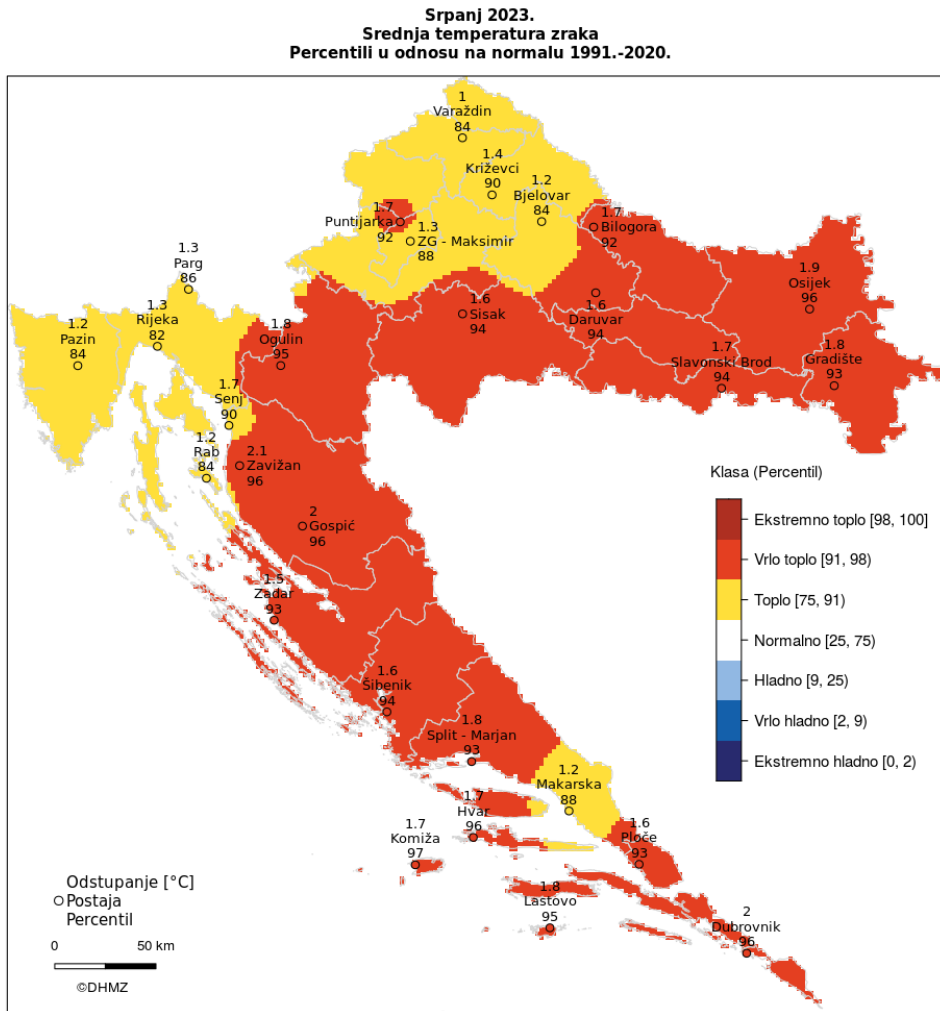 Srpanj 2023.
Srednja temperatura zraka
Percentili u odnosu na normalu 1991.-2020.
1
Varaždin
84
1.4
Križevci
90
1.2
Bjelovar
84
1.7
Puntijarka
92
1.3
ZG - Maksimir
88
1.7
Bilogora
92
1.3
Parg
86
1.9
Osijek
96
1.3
Rijeka
82
1.6
Sisak
94
1.6
Daruvar
94
1.2
Pazin
84
1.8
Ogulin
95
1.7
Slavonski Brod
94
1.8
Gradište
93
1.7
Senj
90
1.2
Rab
84
2.1
Zavižan
96
2
Gospić
96
1.5
Zadar
93
1.6
Šibenik
94
1.8
Split - Marjan
93
1.2
Makarska
88
1.7
Hvar
96
1.7
Komiža
97
1.6
Ploče
93
1.8
Lastovo
95
2
Dubrovnik
96
Klasa (Percentil)
Ekstremno toplo [98, 100]
Vrlo toplo [91, 98)
Toplo [75, 91)
Normalno [25, 75)
Hladno [9, 25)
Vrlo hladno [2, 9)
Ekstremno hladno [0, 2)
Odstupanje [°C]
Postaja
Percentil
0 50 km
©DHMZ